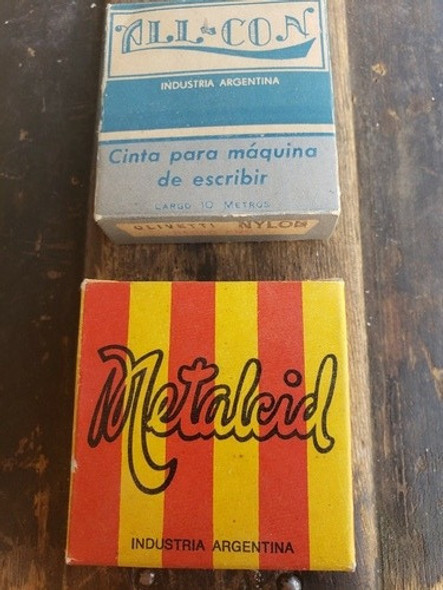 ALL-CON
INDUSTRIA ARGENTINA
Cinta para máquina
de escribir
LARGO 10 METROS
OLIVETTI NYLON
Metalcid
INDUSTRIA ARGENTINA